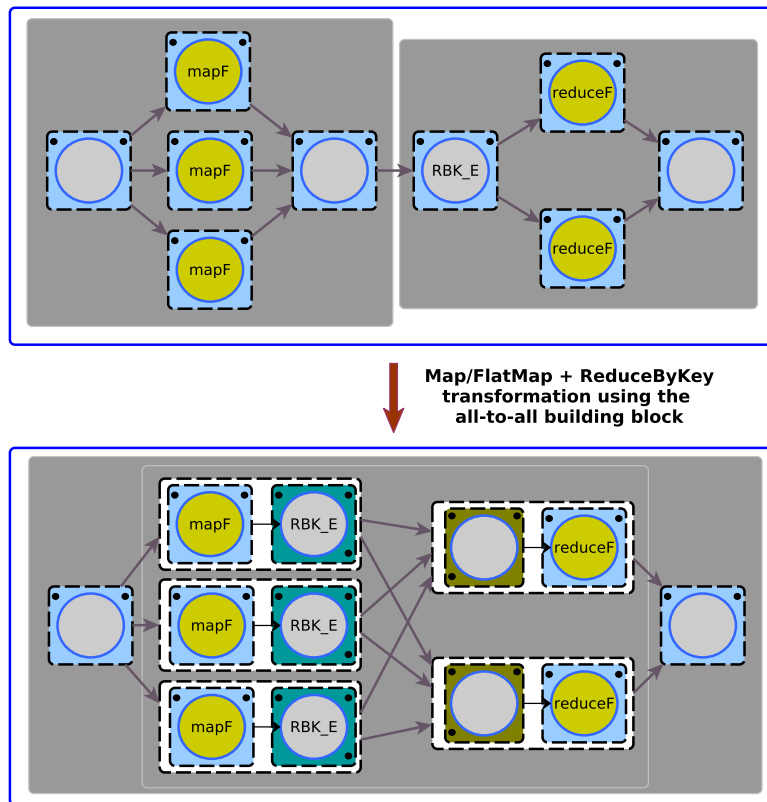 mapF
reduceF
mapF
RBK_E
mapF
reduceF
Map/FlatMap + ReduceByKey
transformation using the
all-to-all building block
mapF
RBK_E
reduceF
mapF
RBK_E
mapF
RBK_E
reduceF